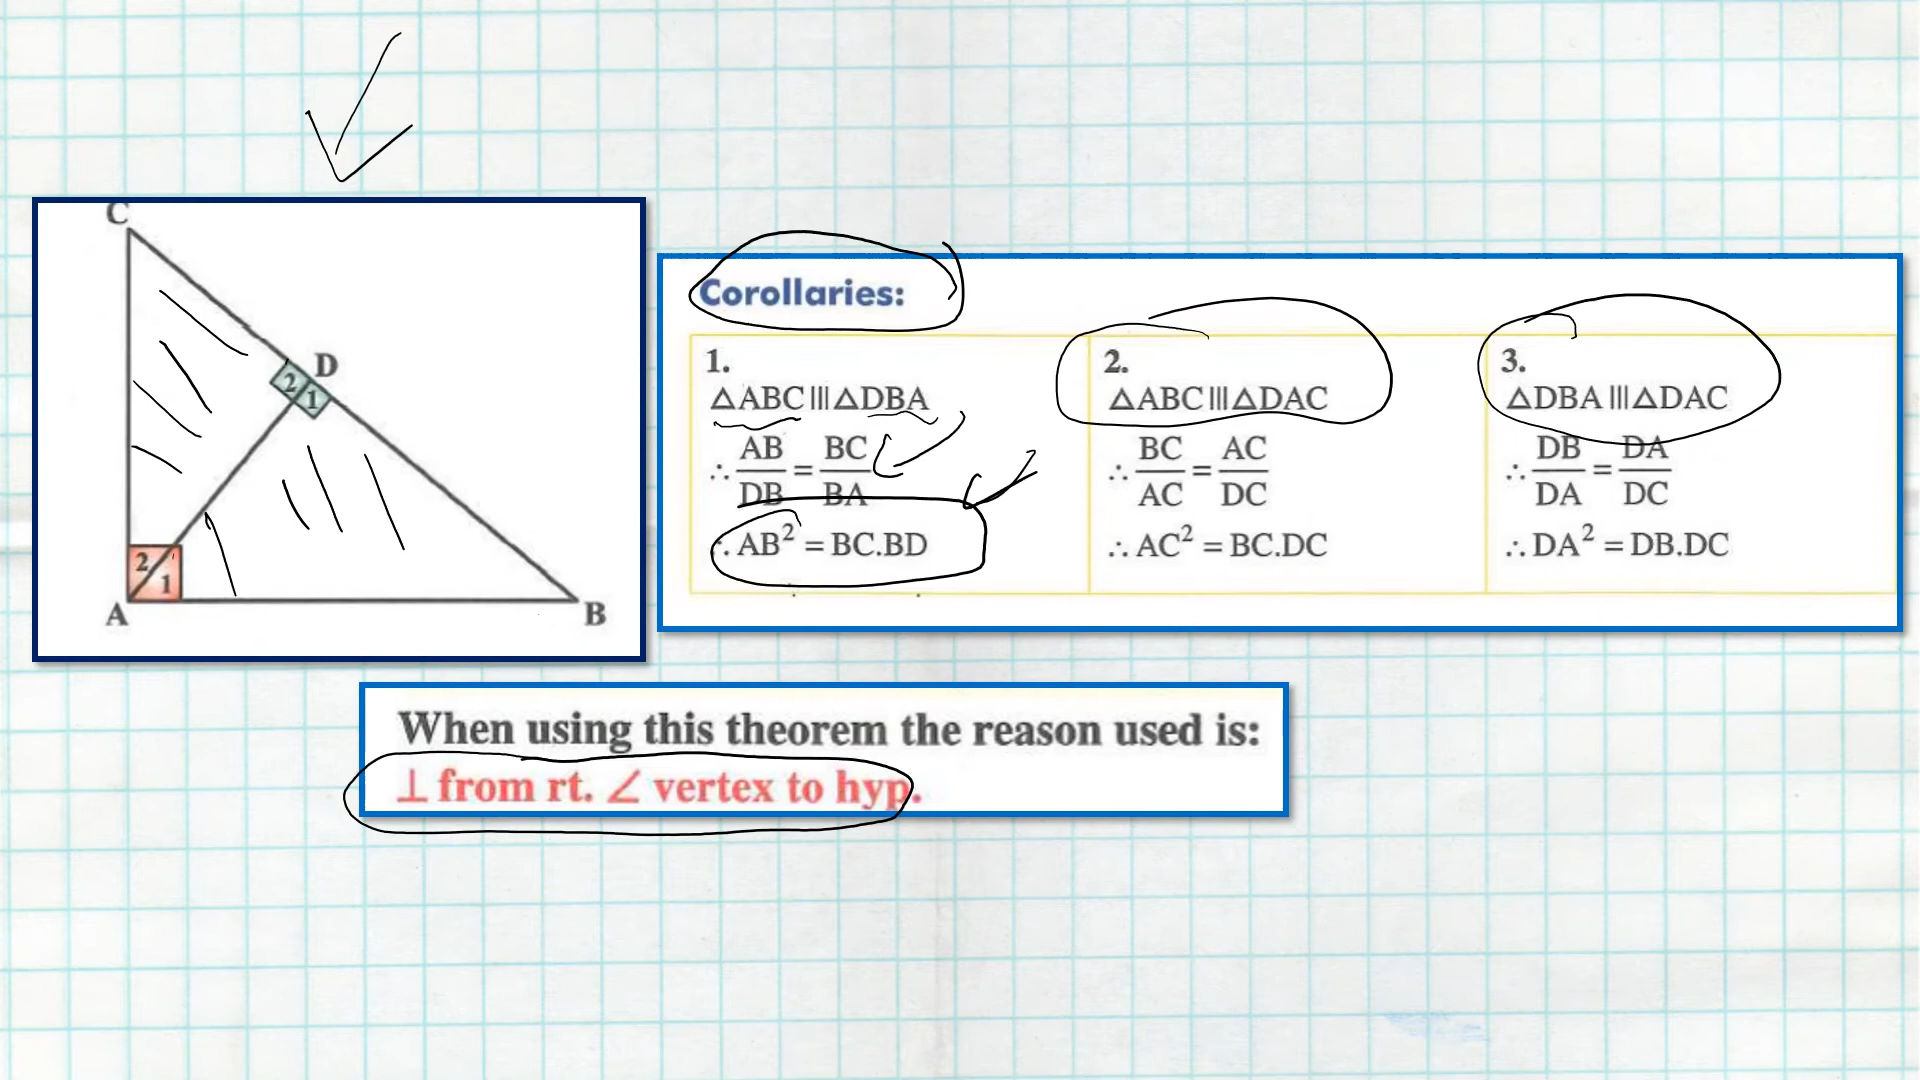 C
D
2
1
2
1
A
B
Corollaries:
1.
△ABC|||△DBA
∴ AB/DB = BC/BA
∴ AB² = BC.BD
2.
△ABC|||△DAC
∴ BC/AC = AC/DC
∴ AC² = BC.DC
3.
△DBA|||△DAC
∴ DB/DA = DA/DC
∴ DA² = DB.DC
When using this theorem the reason used is:
⊥ from rt. ∠ vertex to hyp.